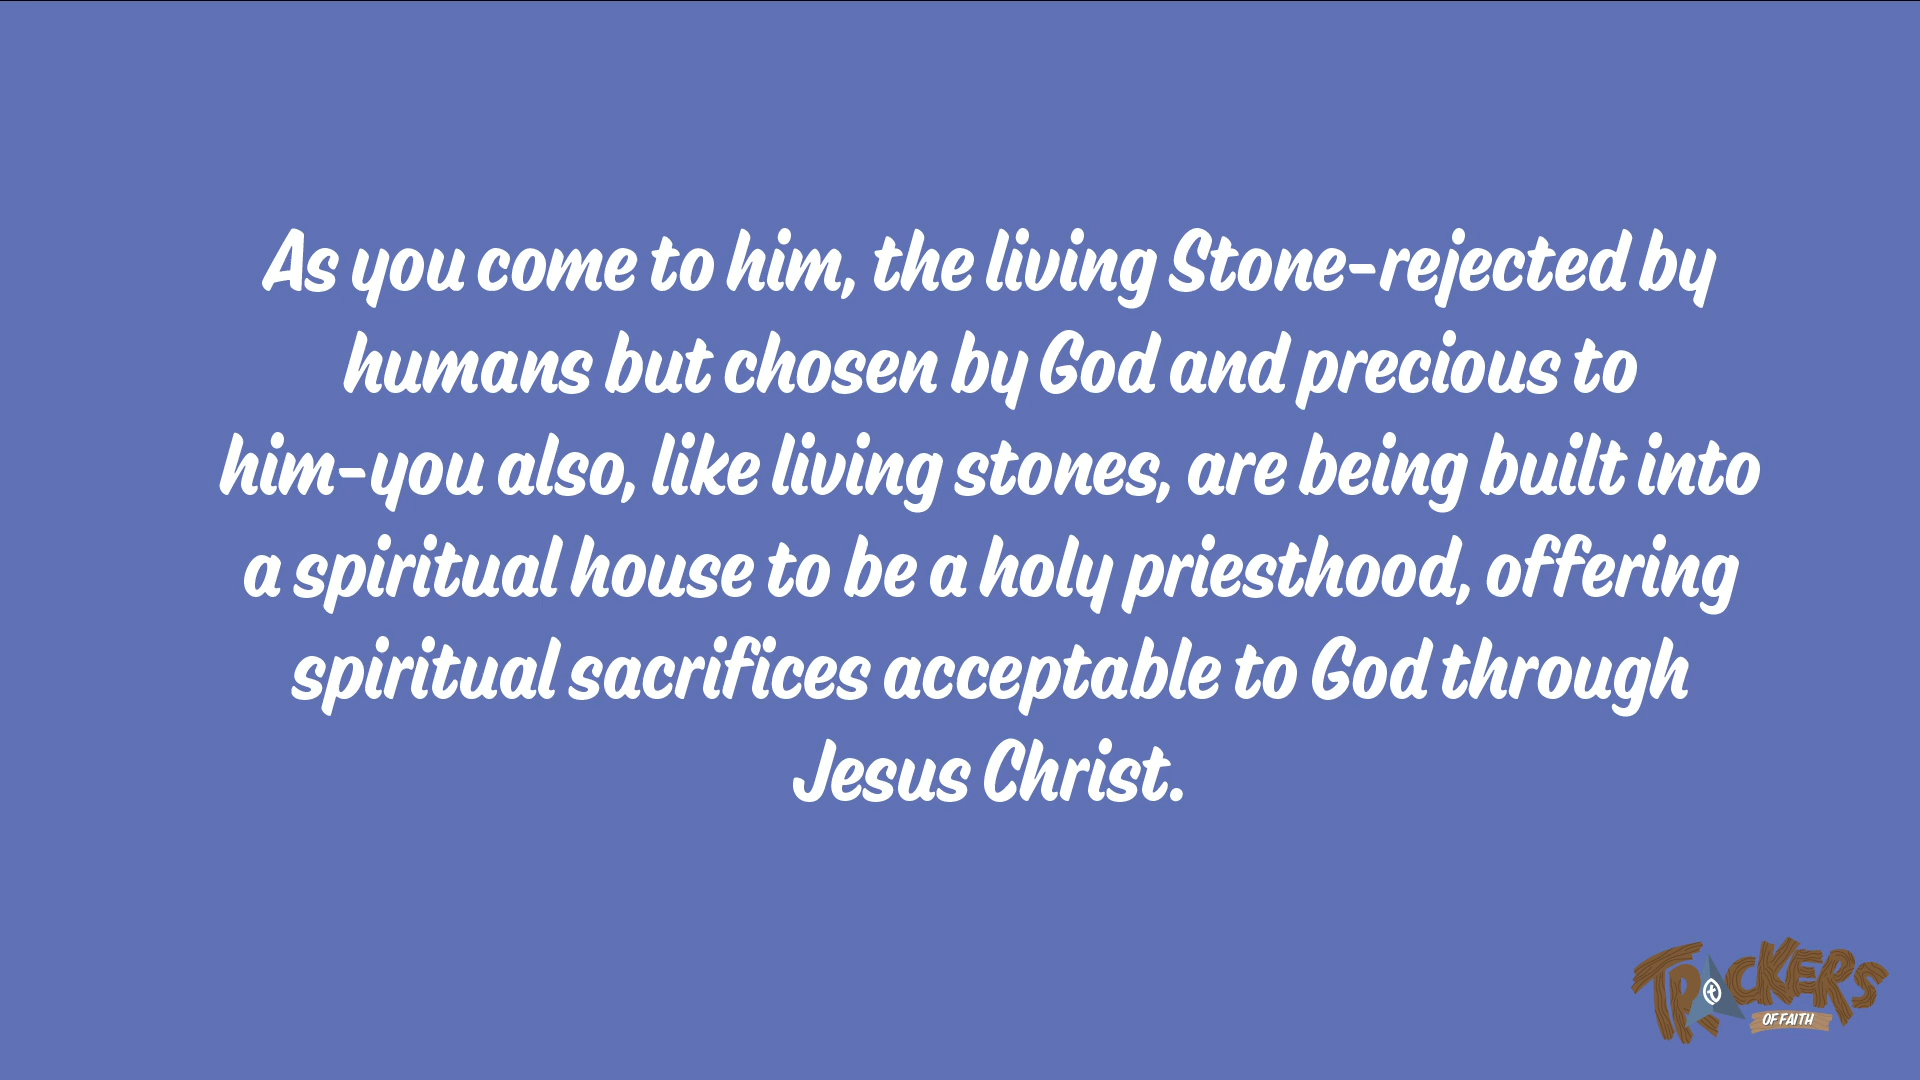 As you come to him, the living Stone-rejected by
humans but chosen by God and precious to
him-you also, like living stones, are being built into
a spiritual house to be a holy priesthood, offering
spiritual sacrifices acceptable to God through
Jesus Christ.
TRACKERS
OF FAITH